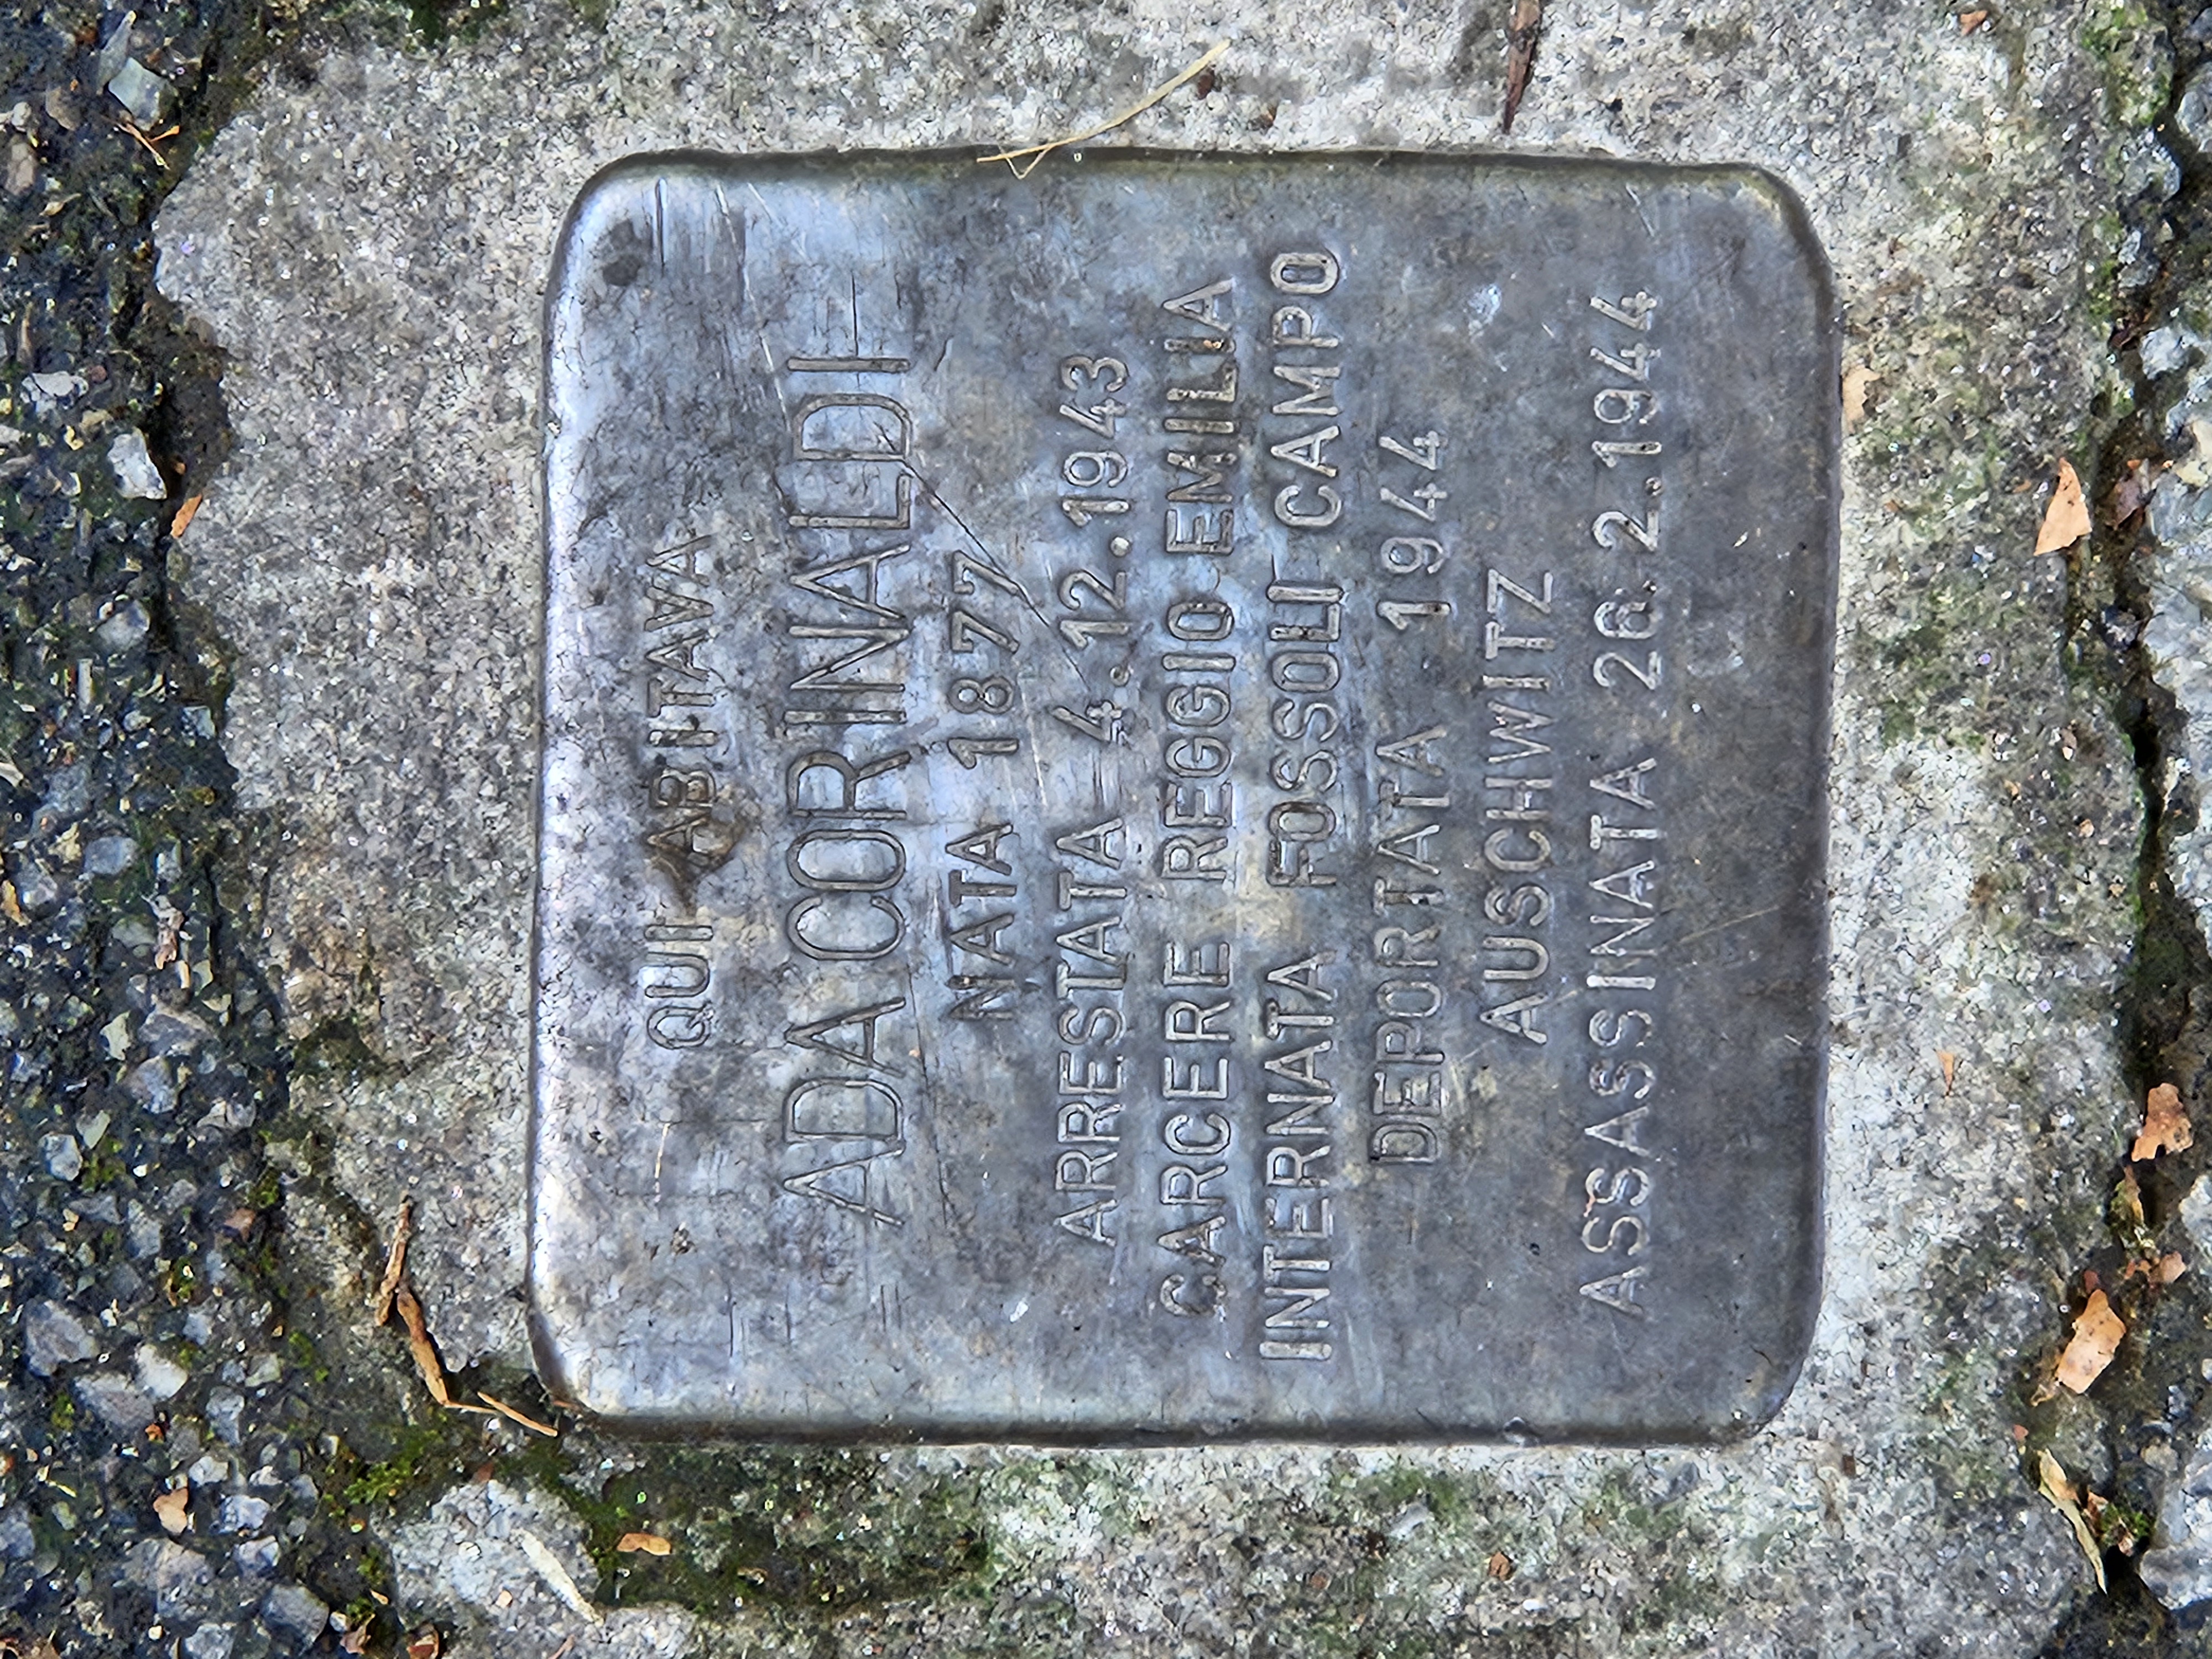 QUI ABITAVA
ADA CORINALDI
NATA 1877
ARRESTATA 4.12.1943
CARCERE REGGIO EMILIA
INTERNATA FOSSOLI CAMPO
DEPORTATA 1944
AUSCHWITZ
ASSASSINATA 26.2.1944